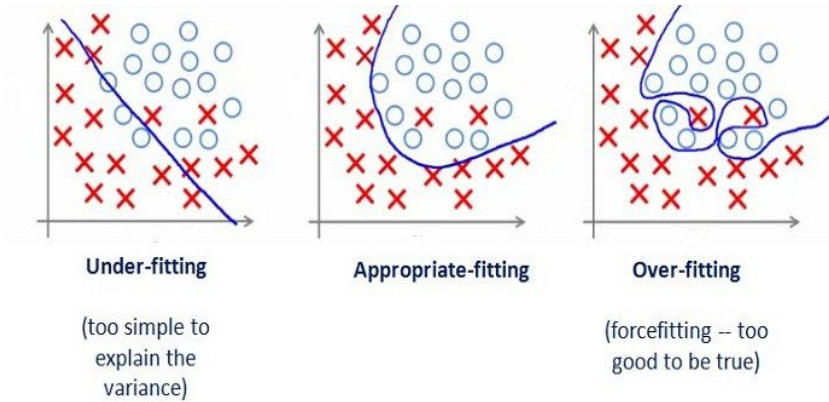 Under-fitting
Appropriate-fitting
Over-fitting
(too simple to
explain the
variance)
(forcefitting -- too
good to be true)